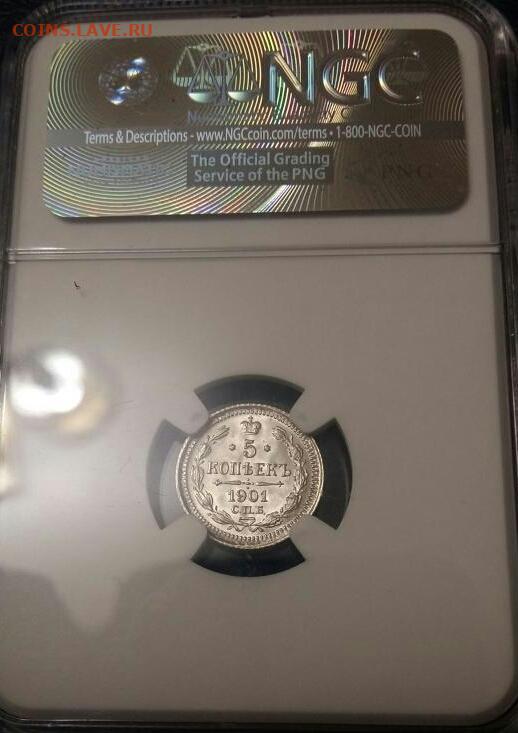 COINS.LAVE.RU
NGC
Terms & Descriptions - www.NGCcoin.com/terms • 1-800-NGC-COIN
The Official Grading
Service of the PNG
PNG
5
КОПѢЕКЪ
1901
С.П.Б.